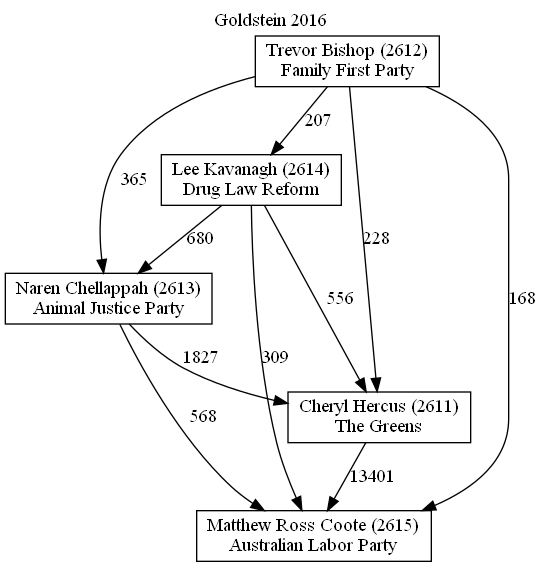 Goldstein 2016
Trevor Bishop (2612)
Family First Party
207
Lee Kavanagh (2614)
Drug Law Reform
365
680
228
Naren Chellappah (2613)
Animal Justice Party
556
168
1827
309
Cheryl Hercus (2611)
The Greens
568
13401
Matthew Ross Coote (2615)
Australian Labor Party